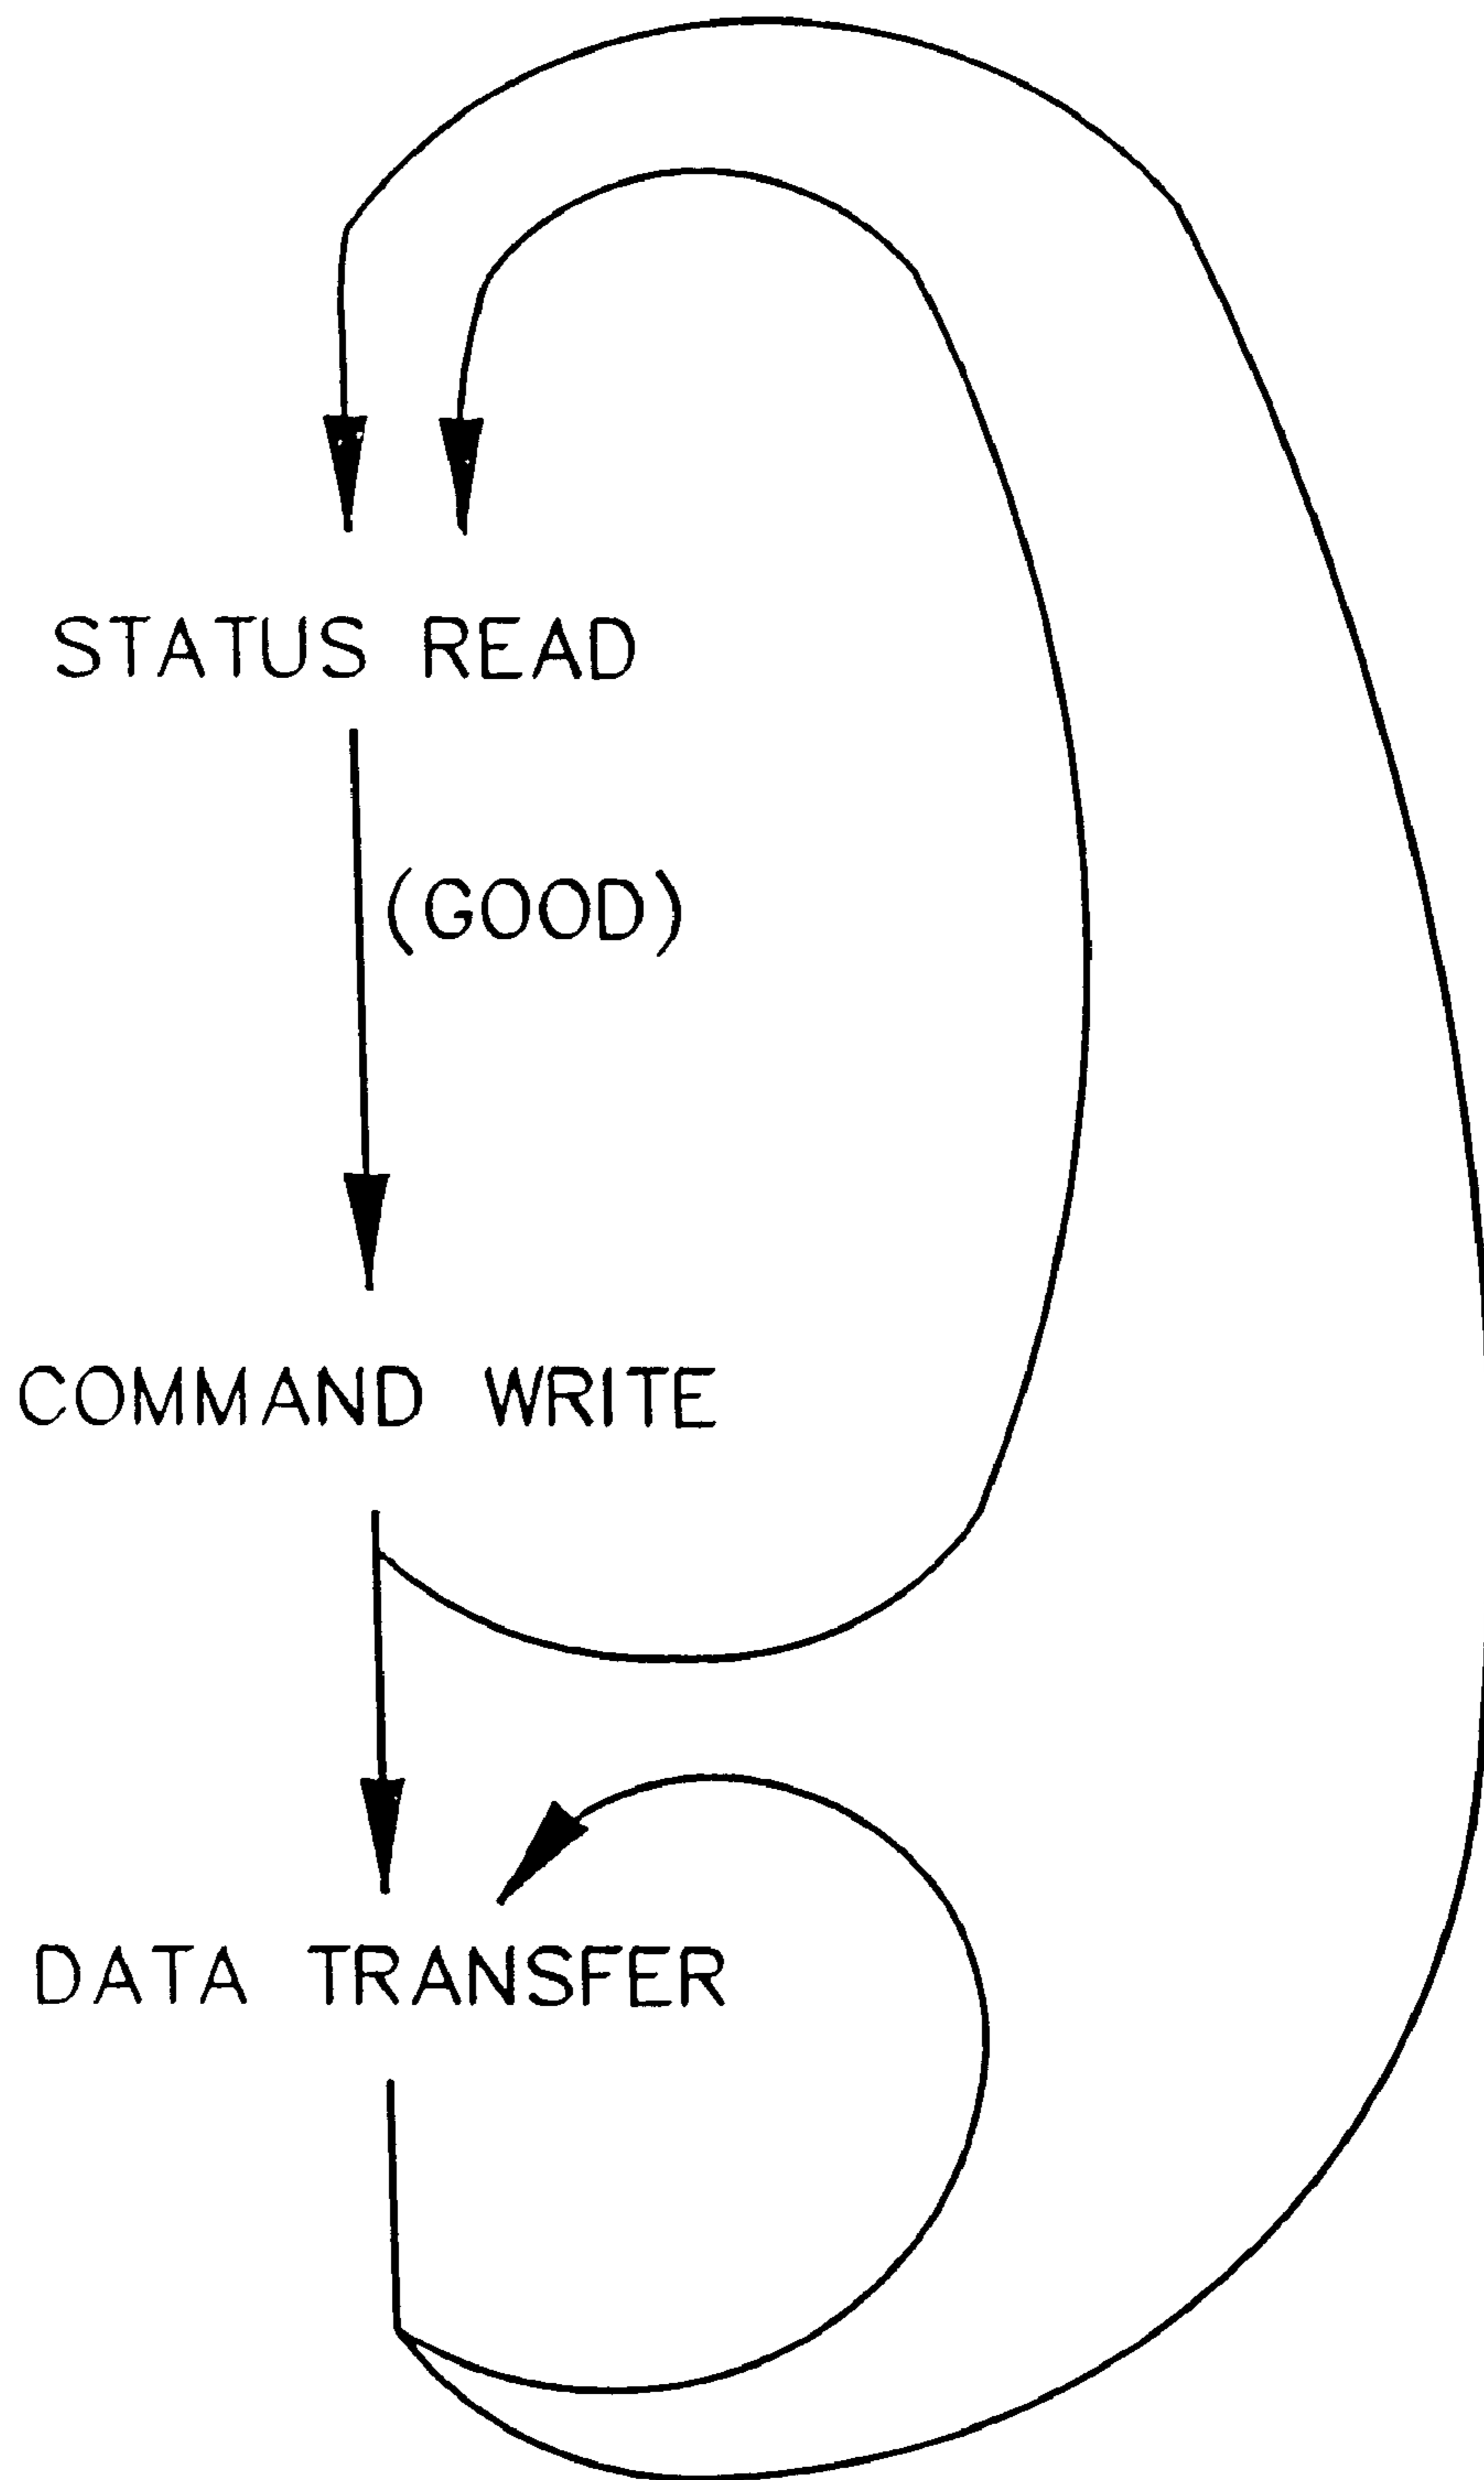 STATUS READ
(GOOD)
COMMAND WRITE
DATA TRANSFER